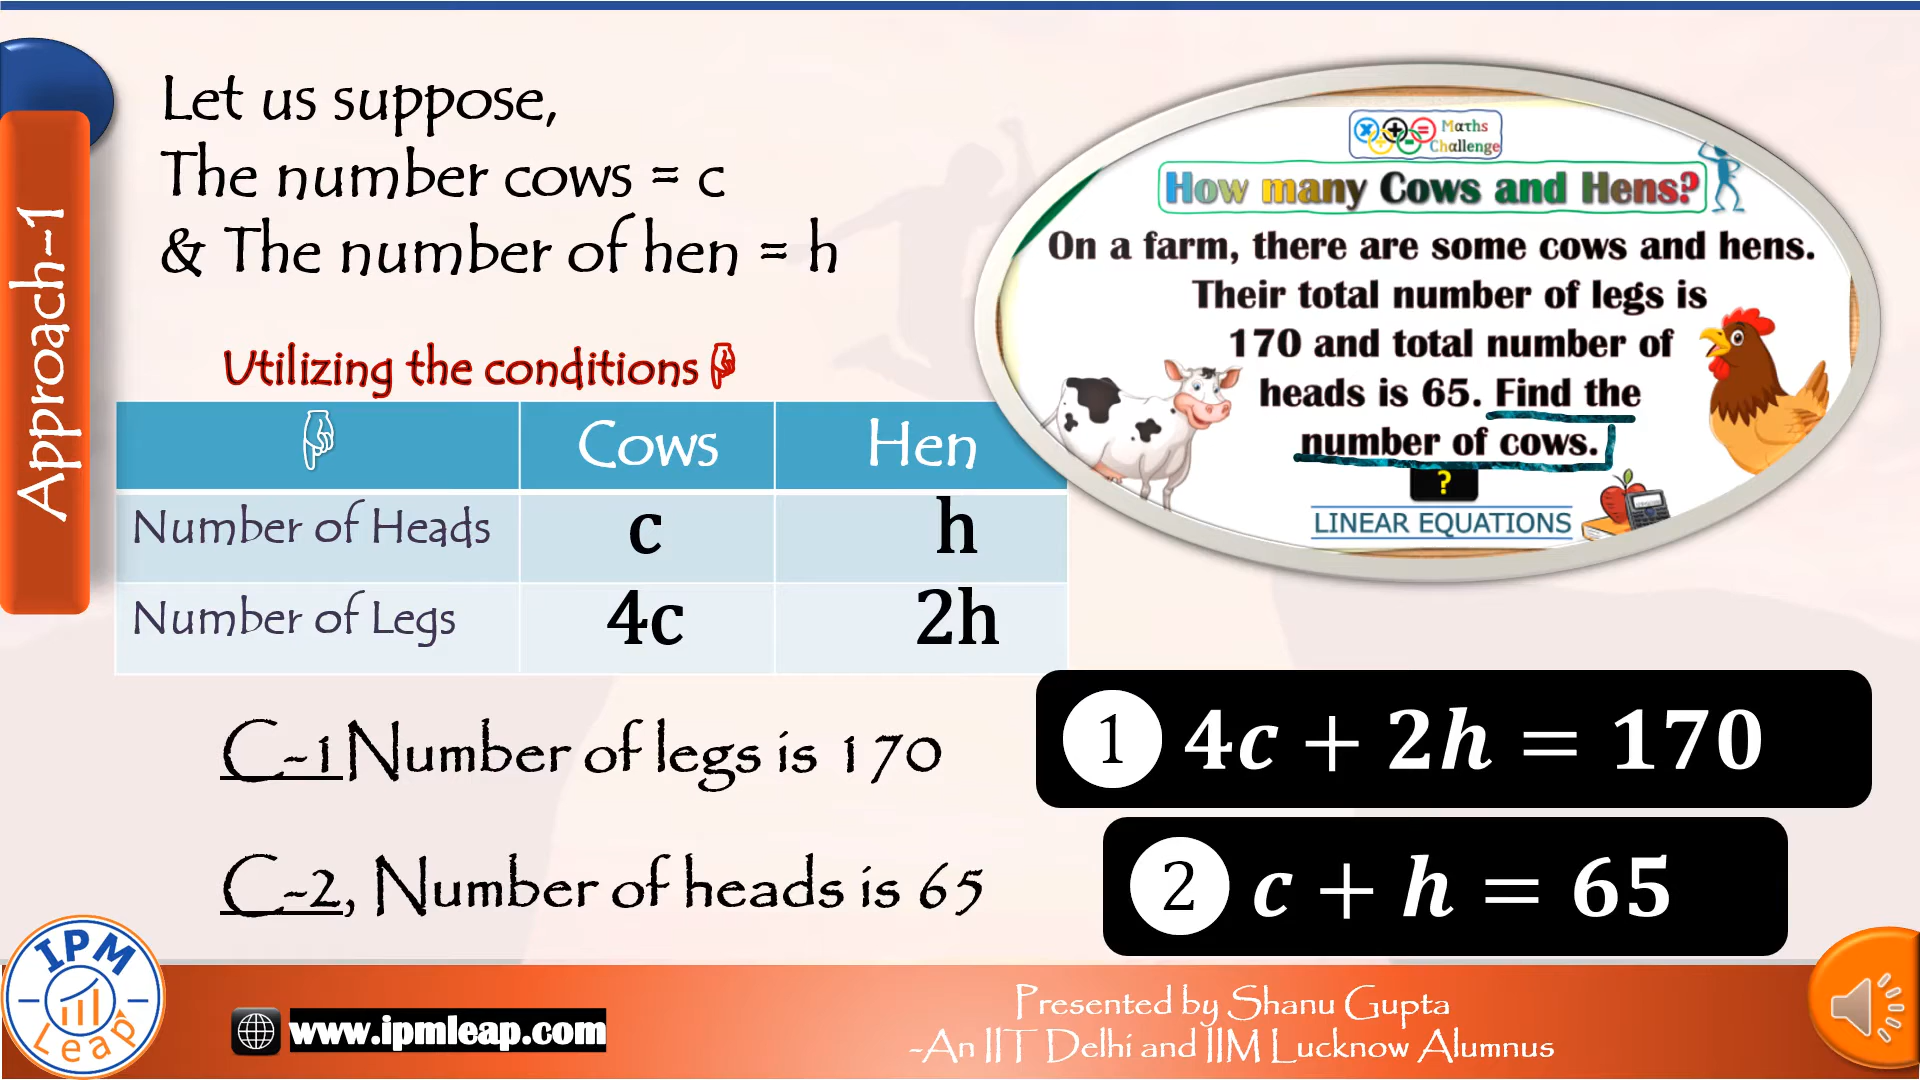 Approach-1
Let us suppose,
The number cows = c
& The number of hen = h
Utilizing the conditions
Cows Hen
Number of Heads c h
Number of Legs 4c 2h
C-1 Number of legs is 170
C-2, Number of heads is 65
Maths
Challenge
How many Cows and Hens?
On a farm, there are some cows and hens.
Their total number of legs is
170 and total number of
heads is 65. Find the
number of cows.
?
LINEAR EQUATIONS
1 4c + 2h = 170
2 c + h = 65
IPM
Leap
www.ipmleap.com
Presented by Shanu Gupta
-An IIT Delhi and IIM Lucknow Alumnus